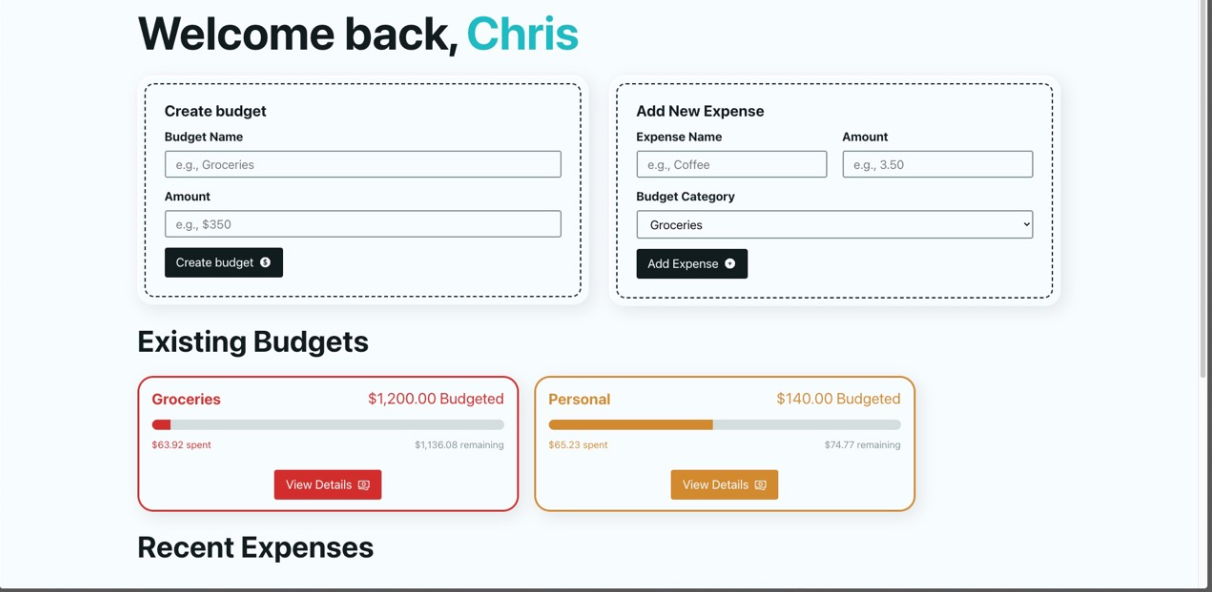 Welcome back, Chris
Create budget
Budget Name
e.g., Groceries
Amount
e.g., $350
Create budget
Add New Expense
Expense Name Amount
e.g., Coffee e.g., 3.50
Budget Category
Groceries
Add Expense
Existing Budgets
Groceries $1,200.00 Budgeted
$63.92 spent $1,136.08 remaining
View Details
Personal $140.00 Budgeted
$65.23 spent $74.77 remaining
View Details
Recent Expenses